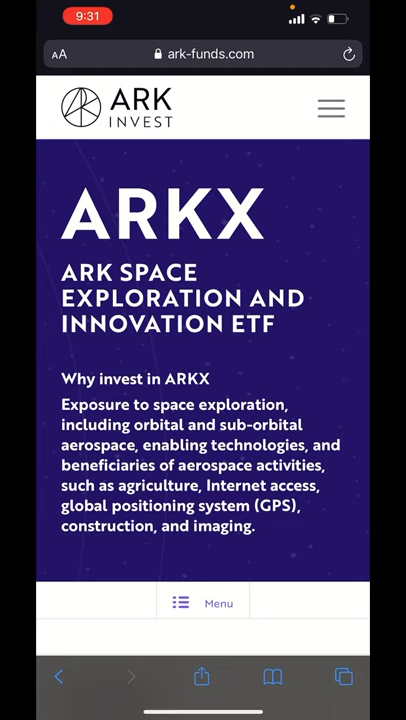 9:31
AA ark-funds.com
ARK
INVEST
ARKX
ARK SPACE
EXPLORATION AND
INNOVATION ETF
Why invest in ARKX
Exposure to space exploration,
including orbital and sub-orbital
aerospace, enabling technologies, and
beneficiaries of aerospace activities,
such as agriculture, Internet access,
global positioning system (GPS),
construction, and imaging.
Menu